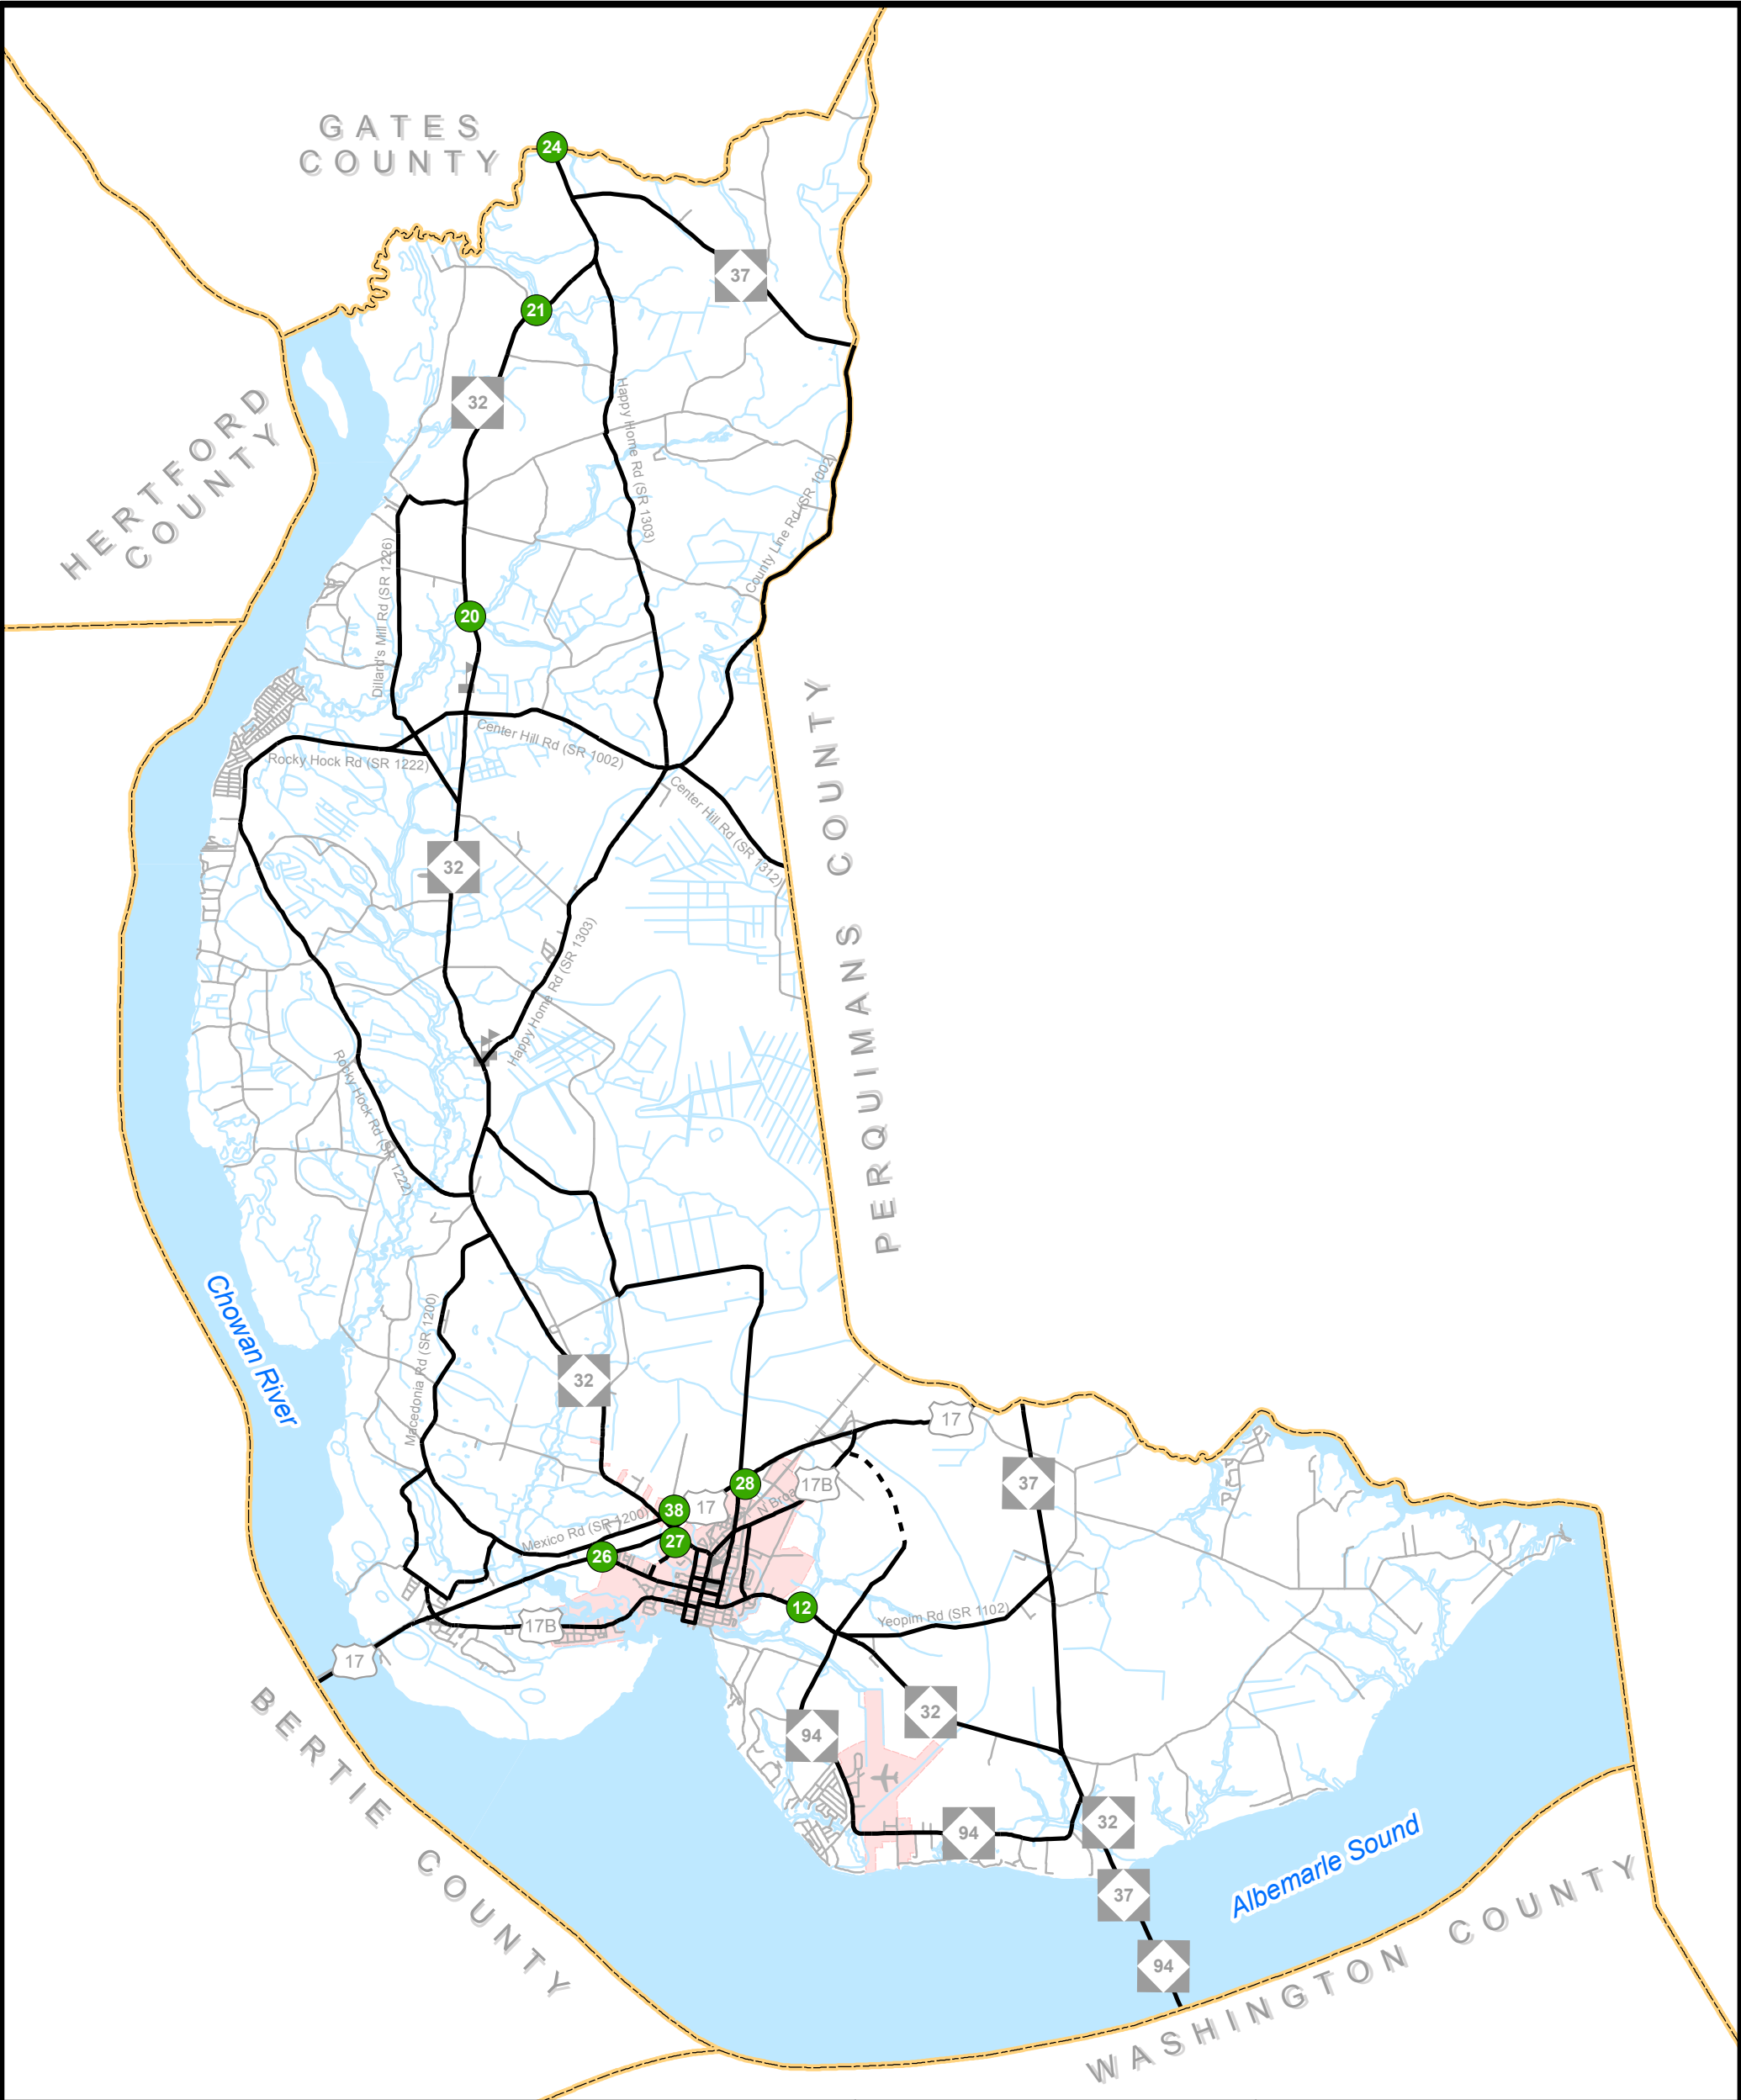 GATES
COUNTY
24
37
21
32
HERTFORD
COUNTY
Happy Home Rd (SR 1303)
County Line Rd (SR 1002)
Dillard's Mill Rd (SR 1226)
20
Center Hill Rd (SR 1002)
Rocky Hock Rd (SR 1222)
Center Hill Rd (SR 1312)
PERQUIMANS COUNTY
32
Happy Home Rd (SR 1303)
Rocky Hock Rd (SR 1222)
Chowan River
Macedonia Rd (SR 1200)
32
17
37
28
17B
N Broa
38
17
Mexico Rd (SR 1200)
27
26
12
Yeopim Rd (SR 1102)
17B
17
32
94
BERTIE COUNTY
94
32
37
Albemarle Sound
94
WASHINGTON COUNTY